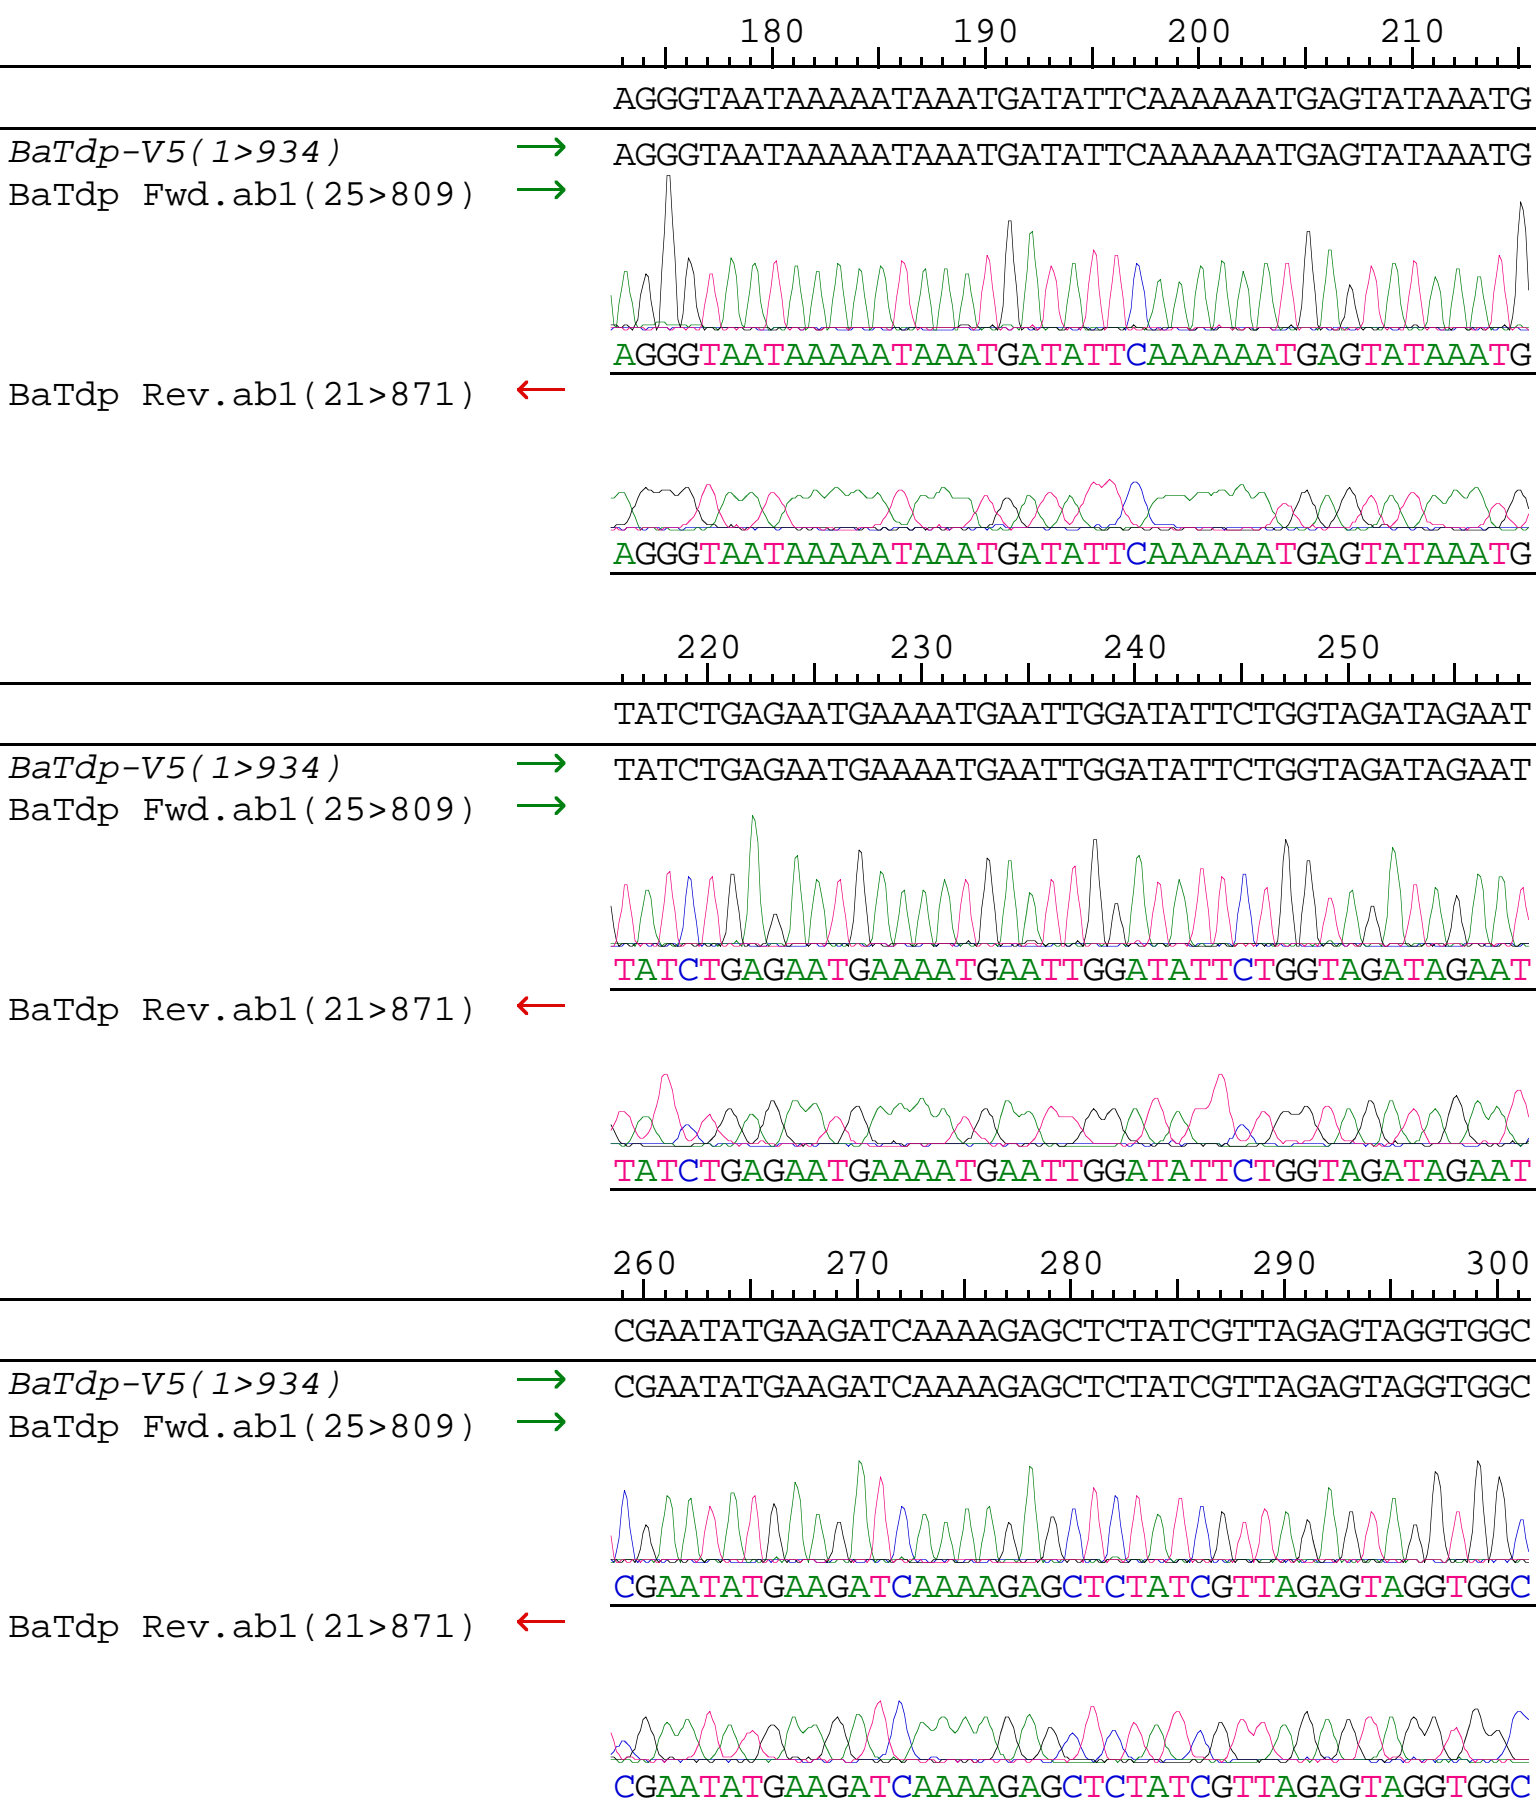 180 190 200 210
AGGGTAATAAAAATAAATGATATTCAAAAAATGAGTATAAATG
BaTdp-V5(1>934) → AGGGTAATAAAAATAAATGATATTCAAAAAATGAGTATAAATG
BaTdp Fwd.ab1(25>809) →
AGGGTAATAAAAATAAATGATATTCAAAAAATGAGTATAAATG
BaTdp Rev.ab1(21>871) ←
AGGGTAATAAAAATAAATGATATTCAAAAAATGAGTATAAATG
220 230 240 250
TATCTGAGAATGAAAATGAATTGGATATTCTGGTAGATAGAAT
BaTdp-V5(1>934) → TATCTGAGAATGAAAATGAATTGGATATTCTGGTAGATAGAAT
BaTdp Fwd.ab1(25>809) →
TATCTGAGAATGAAAATGAATTGGATATTCTGGTAGATAGAAT
BaTdp Rev.ab1(21>871) ←
TATCTGAGAATGAAAATGAATTGGATATTCTGGTAGATAGAAT
260 270 280 290 300
CGAATATGAAGATCAAAAGAGCTCTATCGTTAGAGTAGGTGGC
BaTdp-V5(1>934) → CGAATATGAAGATCAAAAGAGCTCTATCGTTAGAGTAGGTGGC
BaTdp Fwd.ab1(25>809) →
CGAATATGAAGATCAAAAGAGCTCTATCGTTAGAGTAGGTGGC
BaTdp Rev.ab1(21>871) ←
CGAATATGAAGATCAAAAGAGCTCTATCGTTAGAGTAGGTGGC